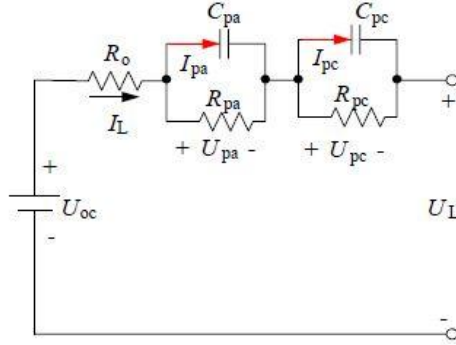 Cpa Cpc
Ro Ipa Ipc
Rpa Rpc +
IL + Upa - + Upc -
+
Uoc UL
-
-